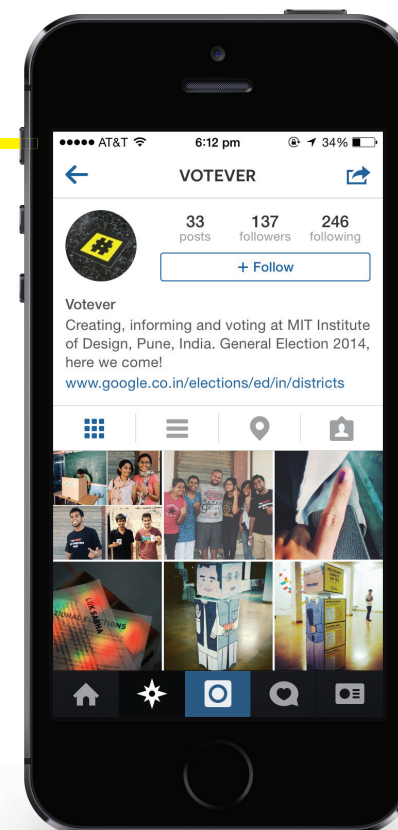 AT&T 6:12 pm 34%
VOTEVER
#
33 137 246
posts followers following
+ Follow
Votever
Creating, informing and voting at MIT Institute
of Design, Pune, India. General Election 2014,
here we come!
www.google.co.in/elections/ed/in/districts
LOK SABHA
ELECTIONS